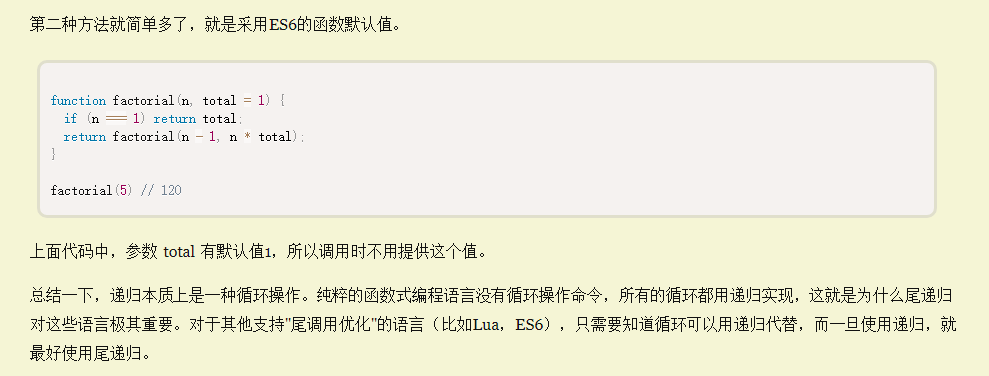 第二种方法就简单多了，就是采用ES6的函数默认值。
function factorial(n, total = 1) {
  if (n === 1) return total;
  return factorial(n - 1, n * total);
}
factorial(5) // 120
上面代码中，参数 total 有默认值1，所以调用时不用提供这个值。
总结一下，递归本质上是一种循环操作。纯粹的函数式编程语言没有循环操作命令，所有的循环都用递归实现，这就是为什么尾递归
对这些语言极其重要。对于其他支持"尾调用优化"的语言（比如Lua，ES6），只需要知道循环可以用递归代替，而一旦使用递归，就
最好使用尾递归。